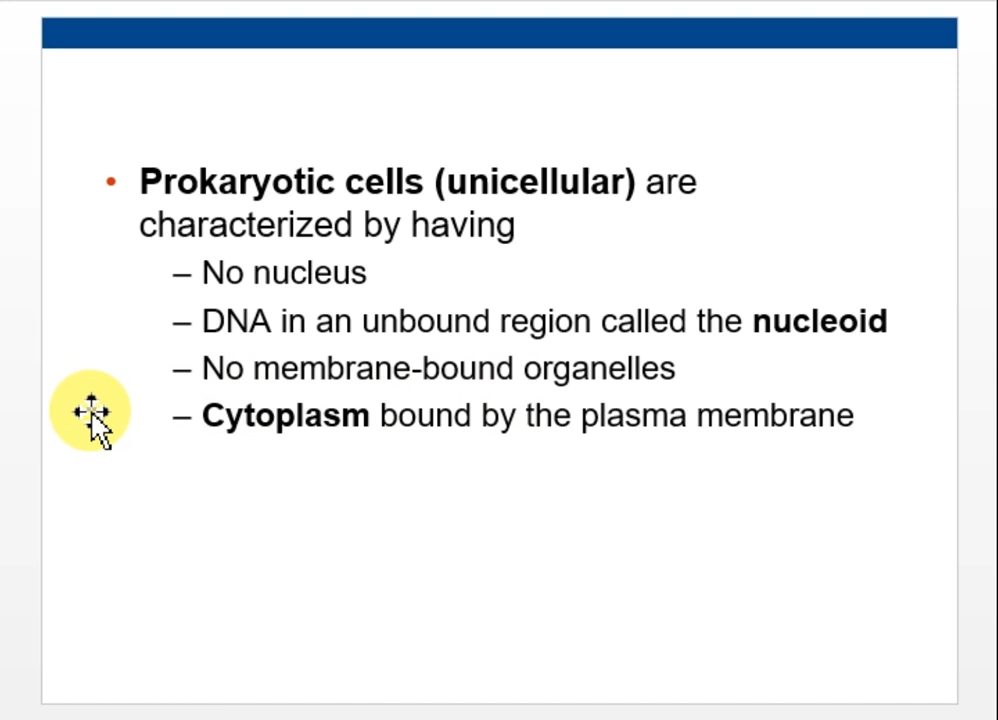 • Prokaryotic cells (unicellular) are
characterized by having
– No nucleus
– DNA in an unbound region called the nucleoid
– No membrane-bound organelles
– Cytoplasm bound by the plasma membrane